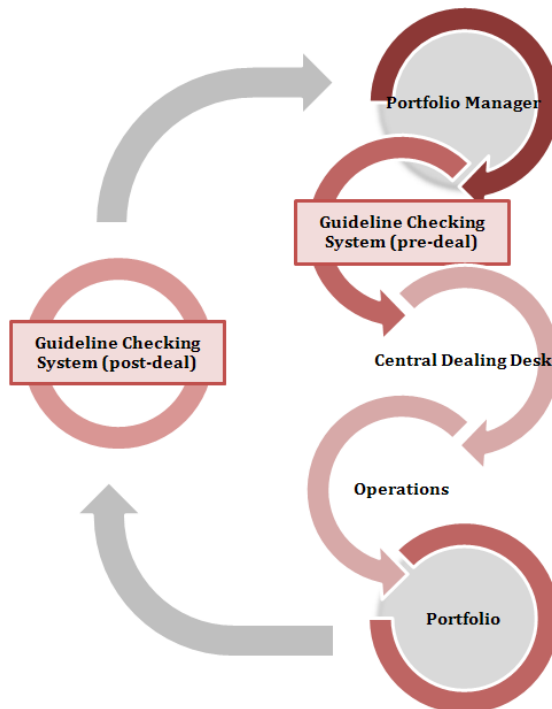 Portfolio Manager
Guideline Checking
System (pre-deal)
Guideline Checking
System (post-deal)
Central Dealing Desk
Operations
Portfolio